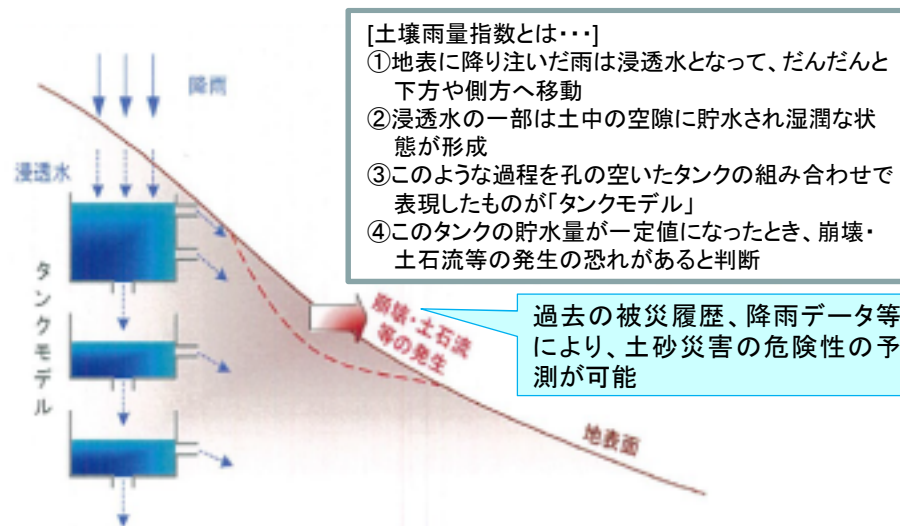 [土壌雨量指数とは・・・]
①地表に降り注いだ雨は浸透水となって、だんだんと
下方や側方へ移動
②浸透水の一部は土中の空隙に貯水され湿潤な状
態が形成
③このような過程を孔の空いたタンクの組み合わせで
表現したものが「タンクモデル」
④このタンクの貯水量が一定値になったとき、崩壊・
土石流等の発生の恐れがあると判断
降雨
浸透水
タンクモデル
崩壊・土石流
等の発生
過去の被災履歴、降雨データ等
により、土砂災害の危険性の予
測が可能
地表面